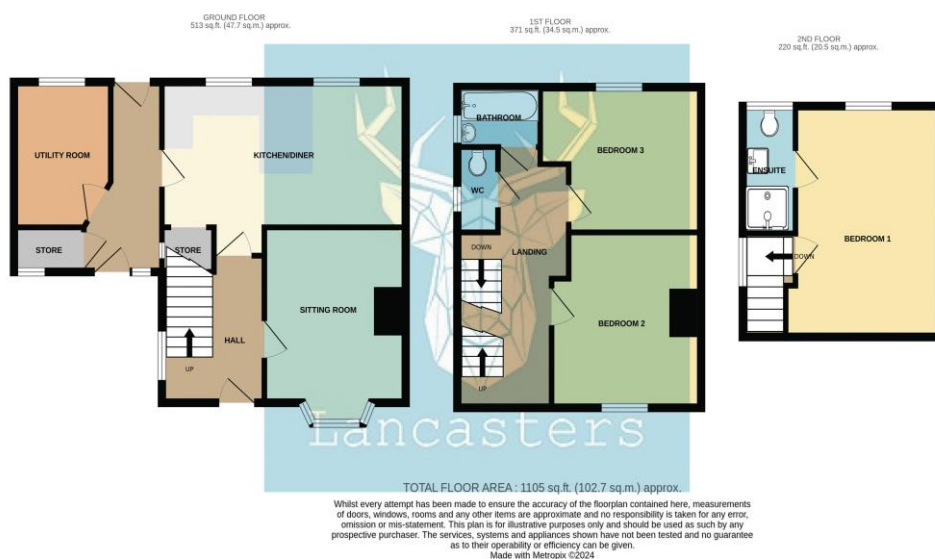 GROUND FLOOR
513 sq.ft. (47.7 sq.m.) approx.
1ST FLOOR
371 sq.ft. (34.5 sq.m.) approx.
2ND FLOOR
220 sq.ft. (20.5 sq.m.) approx.
UTILITY ROOM
KITCHEN/DINER
STORE
STORE
SITTING ROOM
HALL
UP
BATHROOM
BEDROOM 3
WC
DOWN
LANDING
BEDROOM 2
UP
ENSUITE
BEDROOM 1
DOWN
Lancasters
TOTAL FLOOR AREA : 1105 sq.ft. (102.7 sq.m.) approx.
Whilst every attempt has been made to ensure the accuracy of the floorplan contained here, measurements
of doors, windows, rooms and any other items are approximate and no responsibility is taken for any error,
omission or mis-statement. This plan is for illustrative purposes only and should be used as such by any
prospective purchaser. The services, systems and appliances shown have not been tested and no guarantee
as to their operability or efficiency can be given.
Made with Metropix ©2024